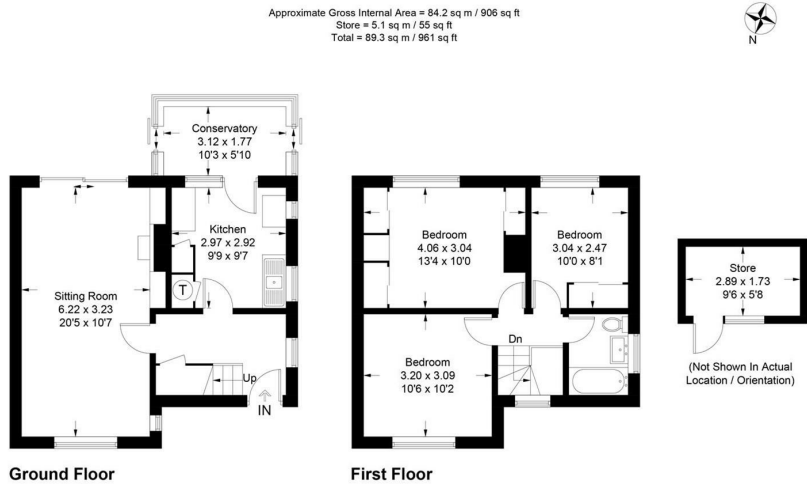 Approximate Gross Internal Area = 84.2 sq m / 906 sq ft
Store = 5.1 sq m / 55 sq ft
Total = 89.3 sq m / 961 sq ft
N
Conservatory
3.12 x 1.77
10'3 x 5'10
Kitchen
2.97 x 2.92
9'9 x 9'7
T
Sitting Room
6.22 x 3.23
20'5 x 10'7
Up
IN
Ground Floor
Bedroom
4.06 x 3.04
13'4 x 10'0
Bedroom
3.04 x 2.47
10'0 x 8'1
Dn
Bedroom
3.20 x 3.09
10'6 x 10'2
First Floor
Store
2.89 x 1.73
9'6 x 5'8
(Not Shown In Actual
Location / Orientation)